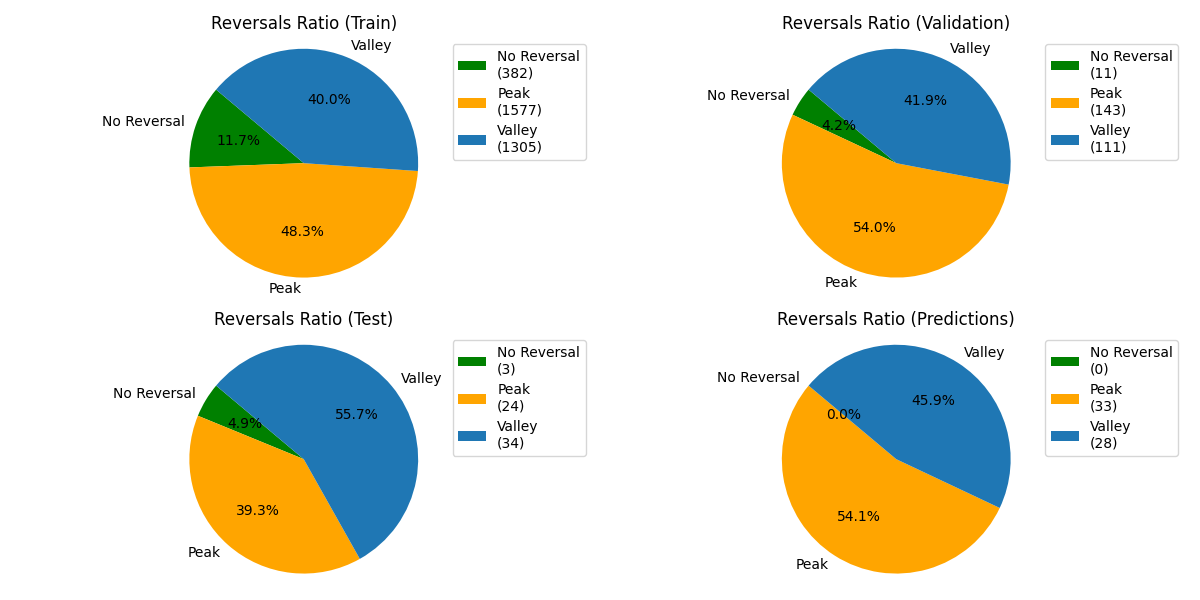 Reversals Ratio (Train)
Valley
40.0%
No Reversal
11.7%
48.3%
Peak
No Reversal
(382)
Peak
(1577)
Valley
(1305)
Reversals Ratio (Validation)
Valley
41.9%
No Reversal
4.2%
54.0%
Peak
No Reversal
(11)
Peak
(143)
Valley
(111)
Reversals Ratio (Test)
Valley
55.7%
No Reversal
4.9%
39.3%
Peak
No Reversal
(3)
Peak
(24)
Valley
(34)
Reversals Ratio (Predictions)
Valley
45.9%
No Reversal
0.0%
54.1%
Peak
No Reversal
(0)
Peak
(33)
Valley
(28)